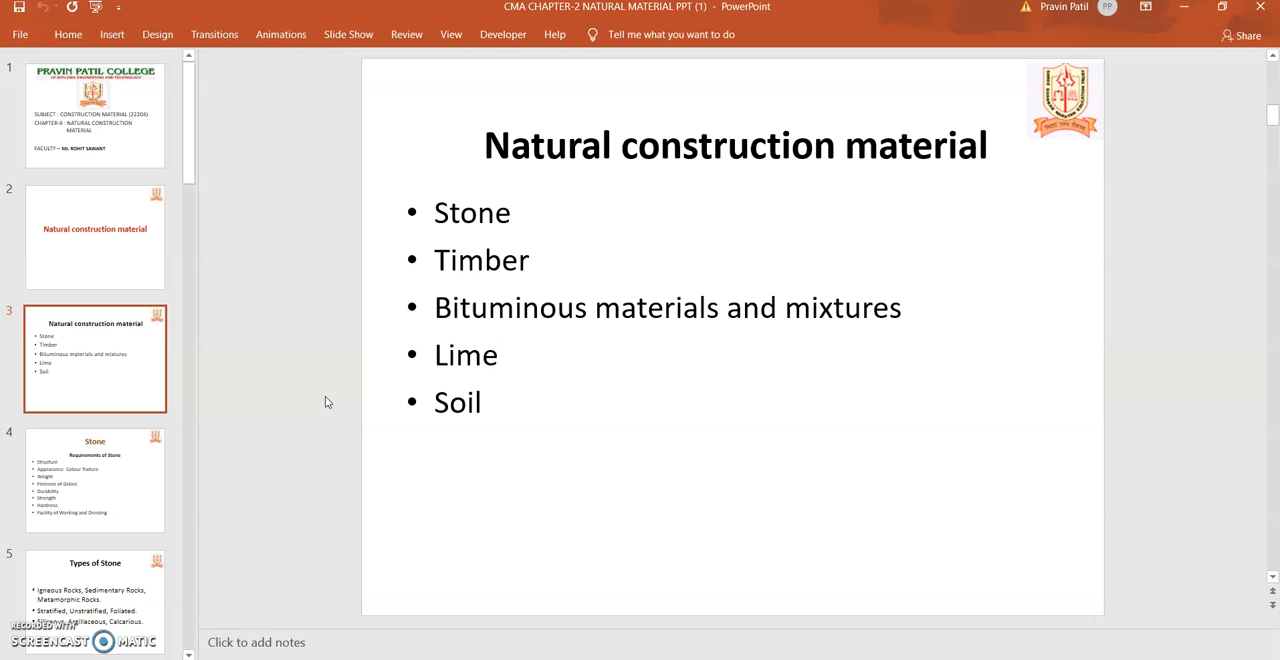 CMA CHAPTER-2 NATURAL MATERIAL PPT (1) - PowerPoint
Pravin Patil
PP
File Home Insert Design Transitions Animations Slide Show Review View Developer Help Tell me what you want to do
Share
1
PRAVIN PATIL COLLEGE
OF DIPLOMA ENGINEERING AND TECHNOLOGY
SUBJECT : CONSTRUCTION MATERIAL (22204)
CHAPTER-II : NATURAL CONSTRUCTION
MATERIAL
FACULTY – Mr. ROHIT SAWANT
2
Natural construction material
3
Natural construction material
• Stone
• Timber
• Bituminous materials and mixtures
• Lime
• Soil
4
Stone
Requirements of Stone
• Structure
• Appearance- Colour Texture
• Weight
• Fineness of Grains
• Durability
• Strength
• Hardness
• Facility of Working and Dressing
5
Types of Stone
• Igneous Rocks, Sedimentary Rocks,
Metamorphic Rocks.
• Stratified, Unstratified, Foliated.
• Siliceous, Argillaceous, Calcarious.
RECORDED WITH
SCREENCAST MATIC
Natural construction material
• Stone
• Timber
• Bituminous materials and mixtures
• Lime
• Soil
Click to add notes